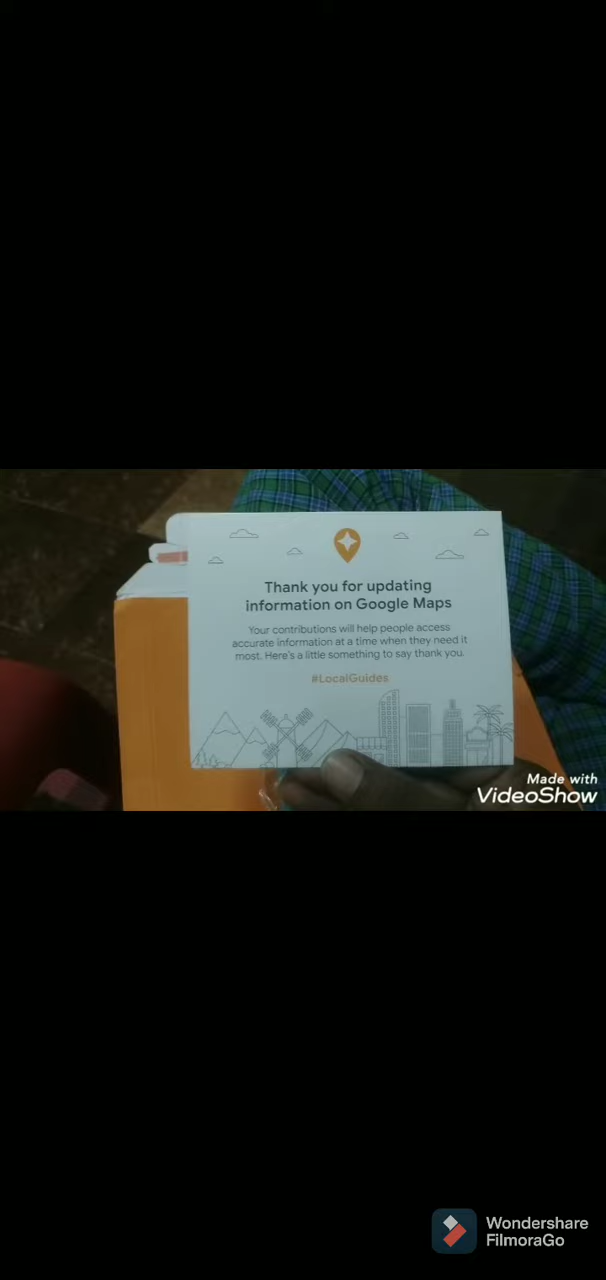 Thank you for updating
information on Google Maps
Your contributions will help people access
accurate information at a time when they need it
most. Here's a little something to say thank you.
#LocalGuides
Made with
VideoShow
Wondershare
FilmoraGo